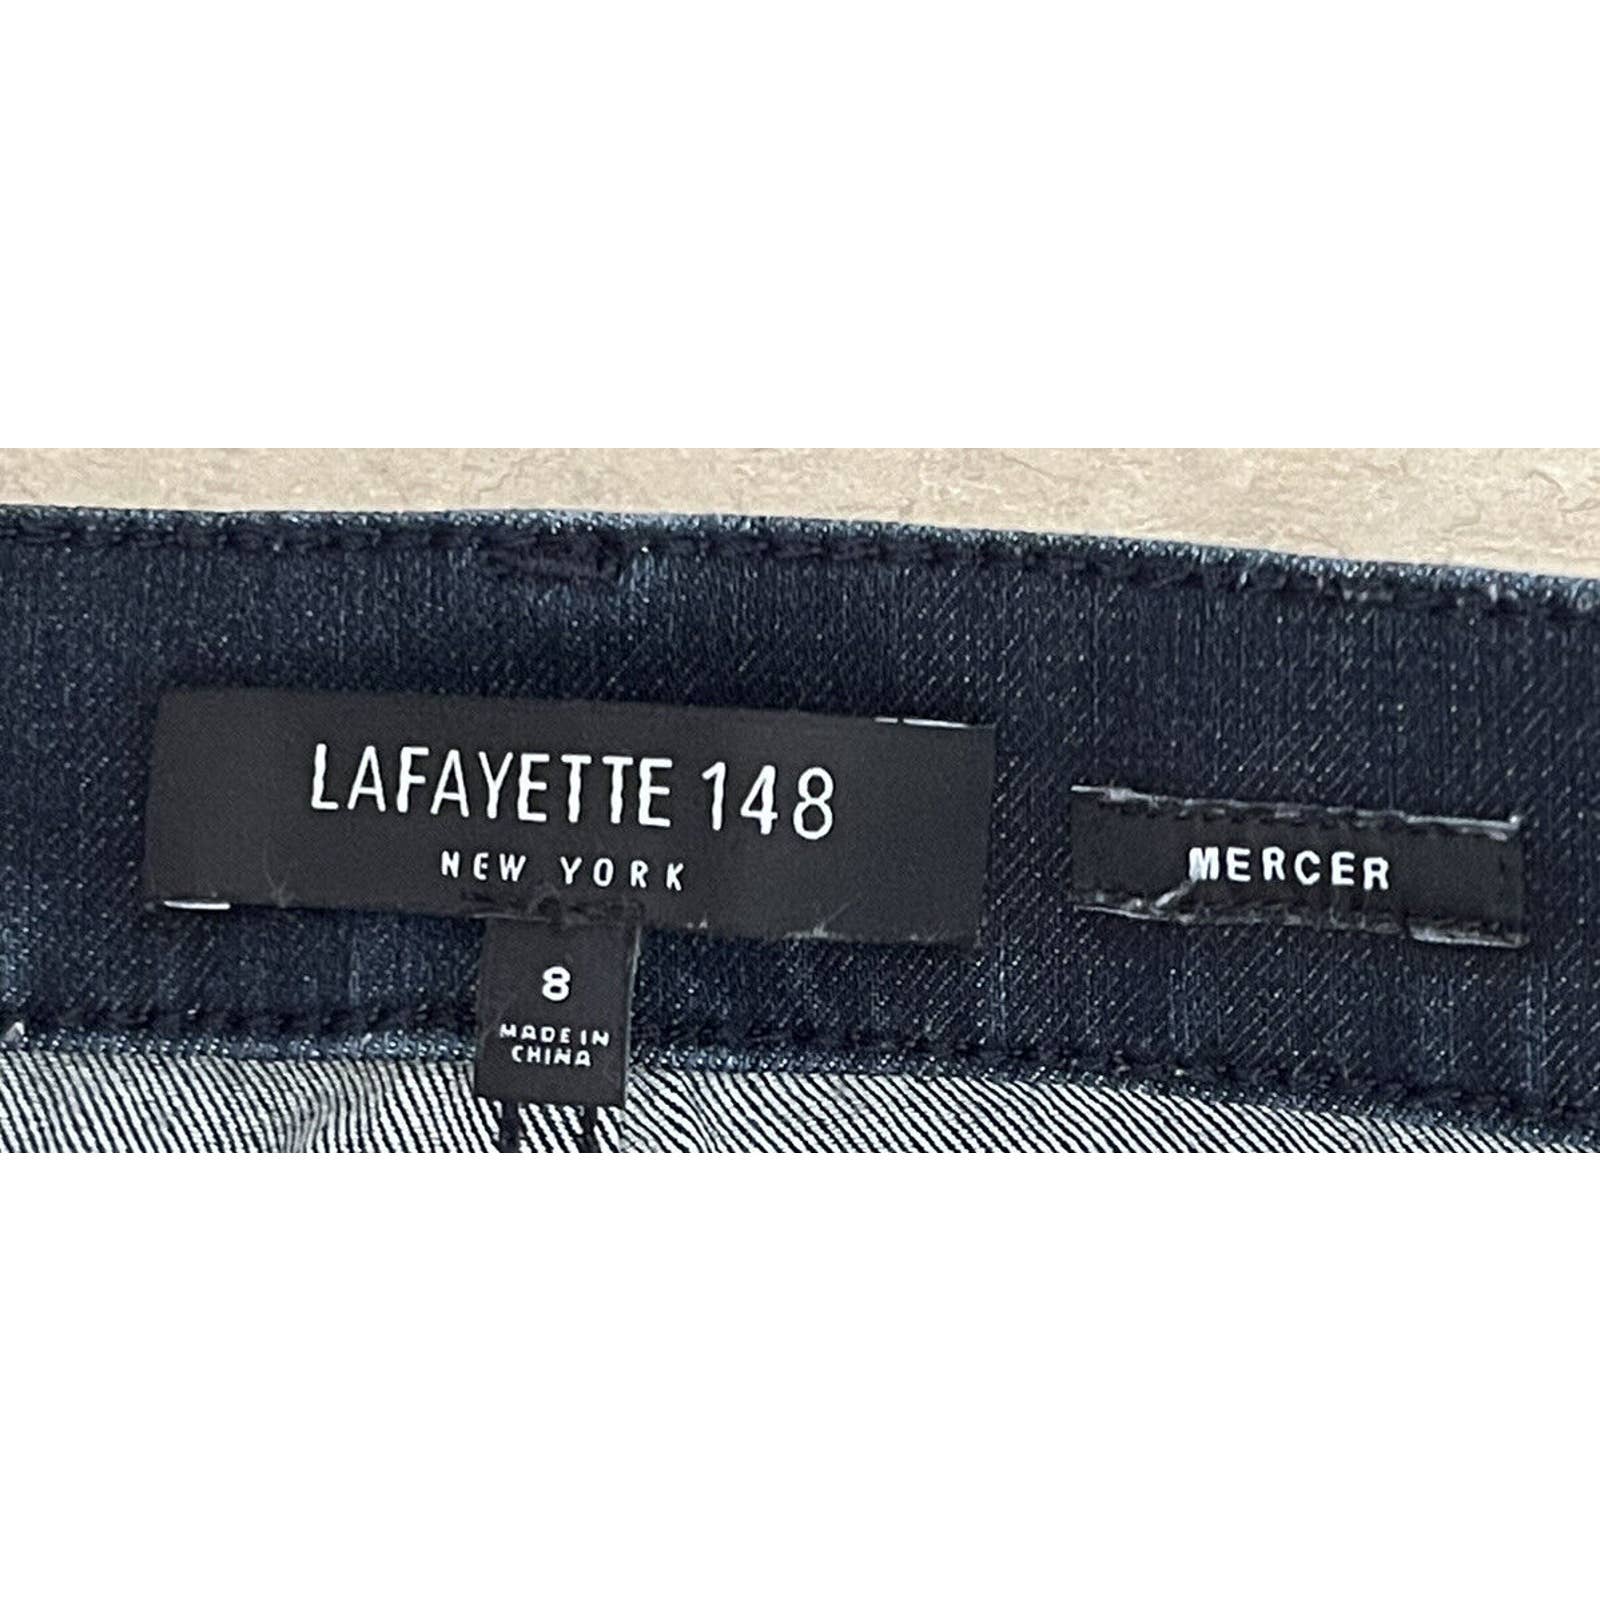 LAFAYETTE 148
NEW YORK
MERCER
8
MADE IN
CHINA